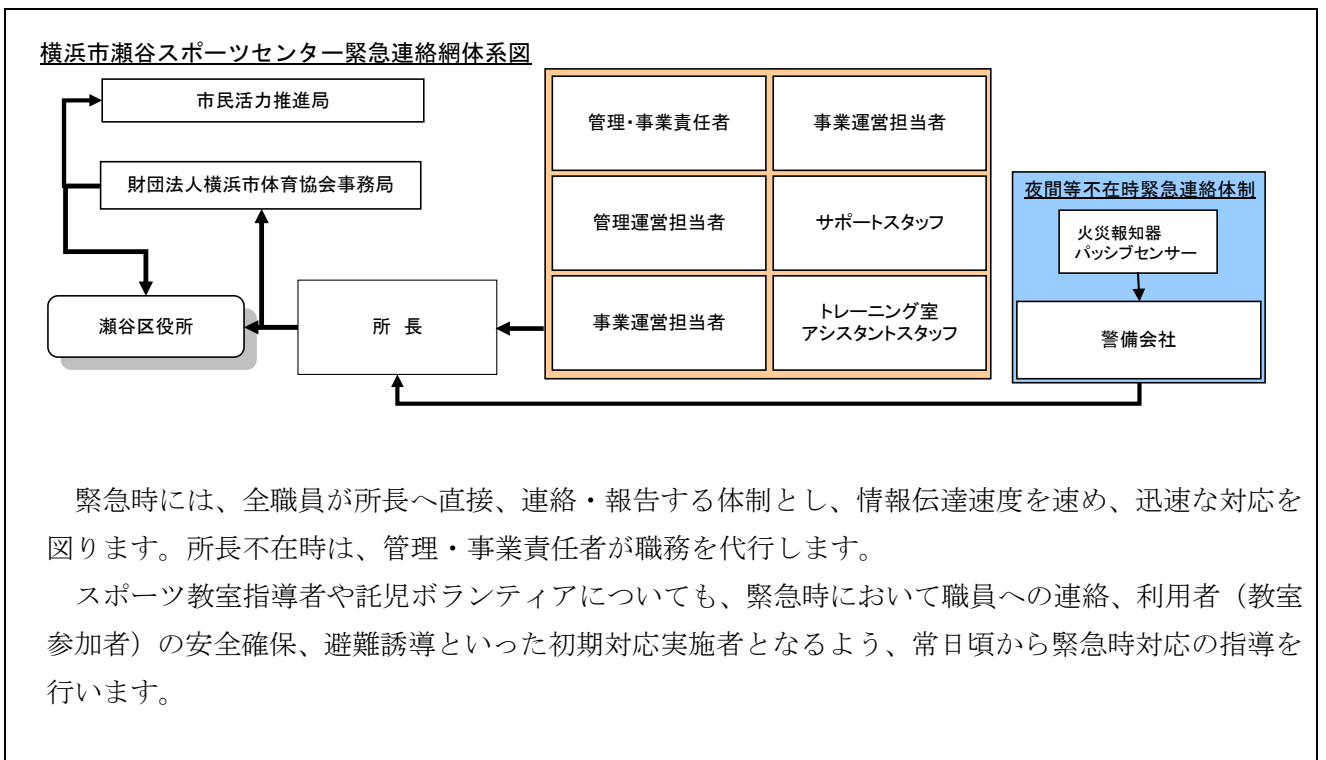 横浜市瀬谷スポーツセンター緊急連絡網体系図
市民活力推進局
財団法人横浜市体育協会事務局
瀬谷区役所
所 長
管理・事業責任者
事業運営担当者
管理運営担当者
サポートスタッフ
事業運営担当者
トレーニング室
アシスタントスタッフ
夜間等不在時緊急連絡体制
火災報知器
パッシブセンサー
警備会社
緊急時には、全職員が所長へ直接、連絡・報告する体制とし、情報伝達速度を速め、迅速な対応を
図ります。所長不在時は、管理・事業責任者が職務を代行します。
スポーツ教室指導者や託児ボランティアについても、緊急時において職員への連絡、利用者（教室
参加者）の安全確保、避難誘導といった初期対応実施者となるよう、常日頃から緊急時対応の指導を
行います。